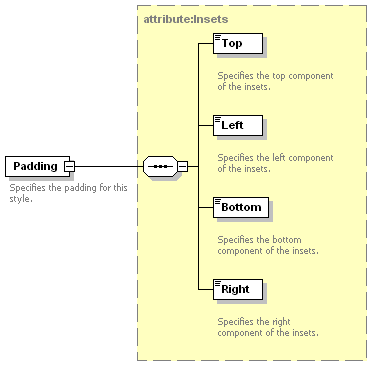 attribute:Insets
Top
Specifies the top component
of the insets.
Left
Specifies the left component
of the insets.
Padding
Specifies the padding for this
style.
Bottom
Specifies the bottom
component of the insets.
Right
Specifies the right
component of the insets.